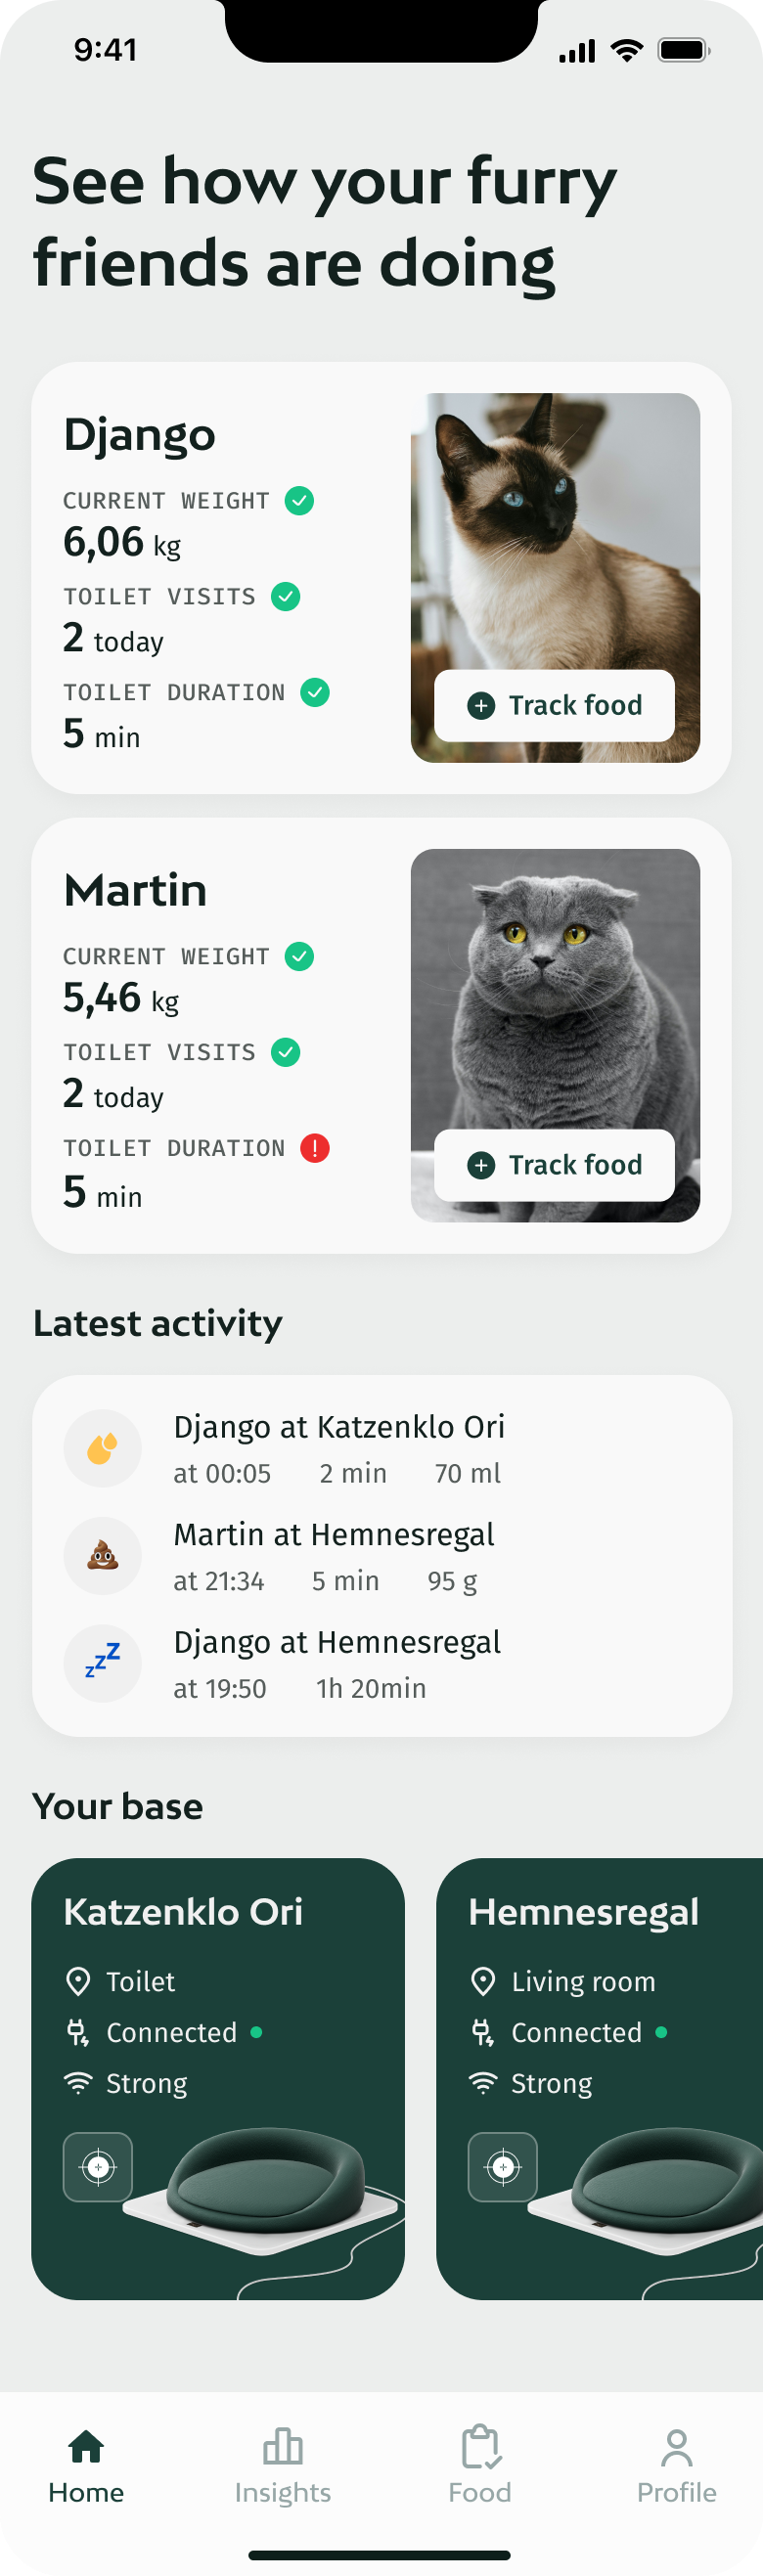 9:41
See how your furry
friends are doing
Django
CURRENT WEIGHT
6,06 kg
TOILET VISITS
2 today
TOILET DURATION
5 min
Track food
Martin
CURRENT WEIGHT
5,46 kg
TOILET VISITS
2 today
TOILET DURATION
5 min
Track food
Latest activity
Django at Katzenklo Ori
at 00:05 2 min 70 ml
Martin at Hemnesregal
at 21:34 5 min 95 g
zzZ
Django at Hemnesregal
at 19:50 1h 20min
Your base
Katzenklo Ori
Toilet
Connected
Strong
Hemnesregal
Living room
Connected
Strong
Home
Insights
Food
Profile